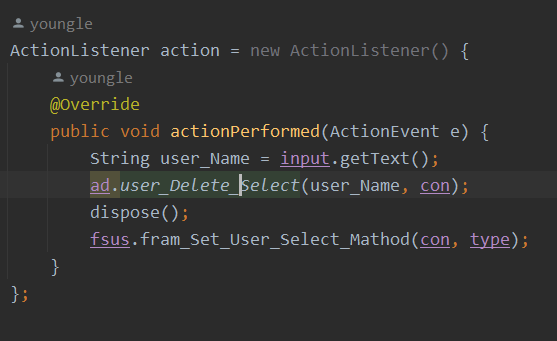 youngle
ActionListener action = new ActionListener() {
youngle
@Override
public void actionPerformed(ActionEvent e) {
String user_Name = input.getText();
ad.user_Delete_Select(user_Name, con);
dispose();
fsus.fram_Set_User_Select_Mathod(con, type);
}
};